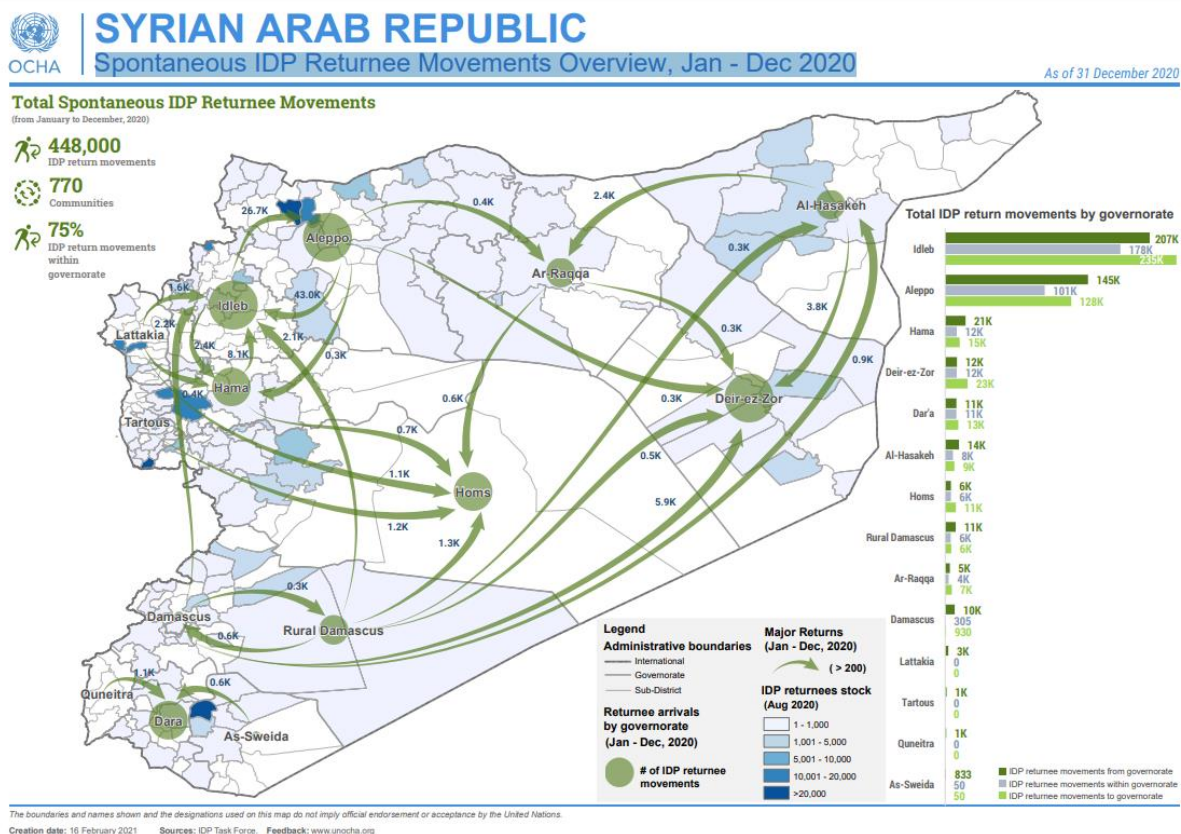 OCHA
SYRIAN ARAB REPUBLIC
Spontaneous IDP Returnee Movements Overview, Jan - Dec 2020
As of 31 December 2020
Total Spontaneous IDP Returnee Movements
(from January to December, 2020)
448,000
IDP return movements
770
Communities
75%
IDP return movements
within
governorate
26.7K
Aleppo
0.4K
2.4K
Al-Hasakeh
0.3K
Ar-Raqqa
1.6K
Idleb
43.0K
2.2K
Lattakia
2.4K
2.1K
8.1K
0.3K
0.3K
3.8K
0.9K
Hama
0.4K
Tartous
0.6K
0.3K
Deir-ez-Zor
0.7K
0.5K
1.1K
Homs
5.9K
1.2K
1.3K
0.3K
Damascus
0.6K
Rural Damascus
1.1K
0.6K
Quneitra
Dara
As-Sweida
Total IDP return movements by governorate
Idleb
207K
178K
235K
Aleppo
145K
101K
128K
Hama
21K
12K
15K
Deir-ez-Zor
12K
12K
23K
Dar'a
11K
11K
13K
Al-Hasakeh
14K
8K
9K
Homs
6K
6K
11K
Rural Damascus
11K
6K
6K
Ar-Raqqa
5K
4K
7K
Damascus
10K
305
930
Lattakia
3K
0
0
Tartous
1K
0
0
Quneitra
1K
0
0
As-Sweida
833
50
50
IDP returnee movements from governorate
IDP returnee movements within governorate
IDP returnee movements to governorate
Legend
Administrative boundaries
International
Governorate
Sub-District
Returnee arrivals
by governorate
(Jan - Dec, 2020)
# of IDP returnee
movements
Major Returns
(Jan - Dec, 2020)
( > 200)
IDP returnees stock
(Aug 2020)
1 - 1,000
1,001 - 5,000
5,001 - 10,000
10,001 - 20,000
>20,000
The boundaries and names shown and the designations used on this map do not imply official endorsement or acceptance by the United Nations.
Creation date: 16 February 2021 Sources: IDP Task Force. Feedback: www.unocha.org